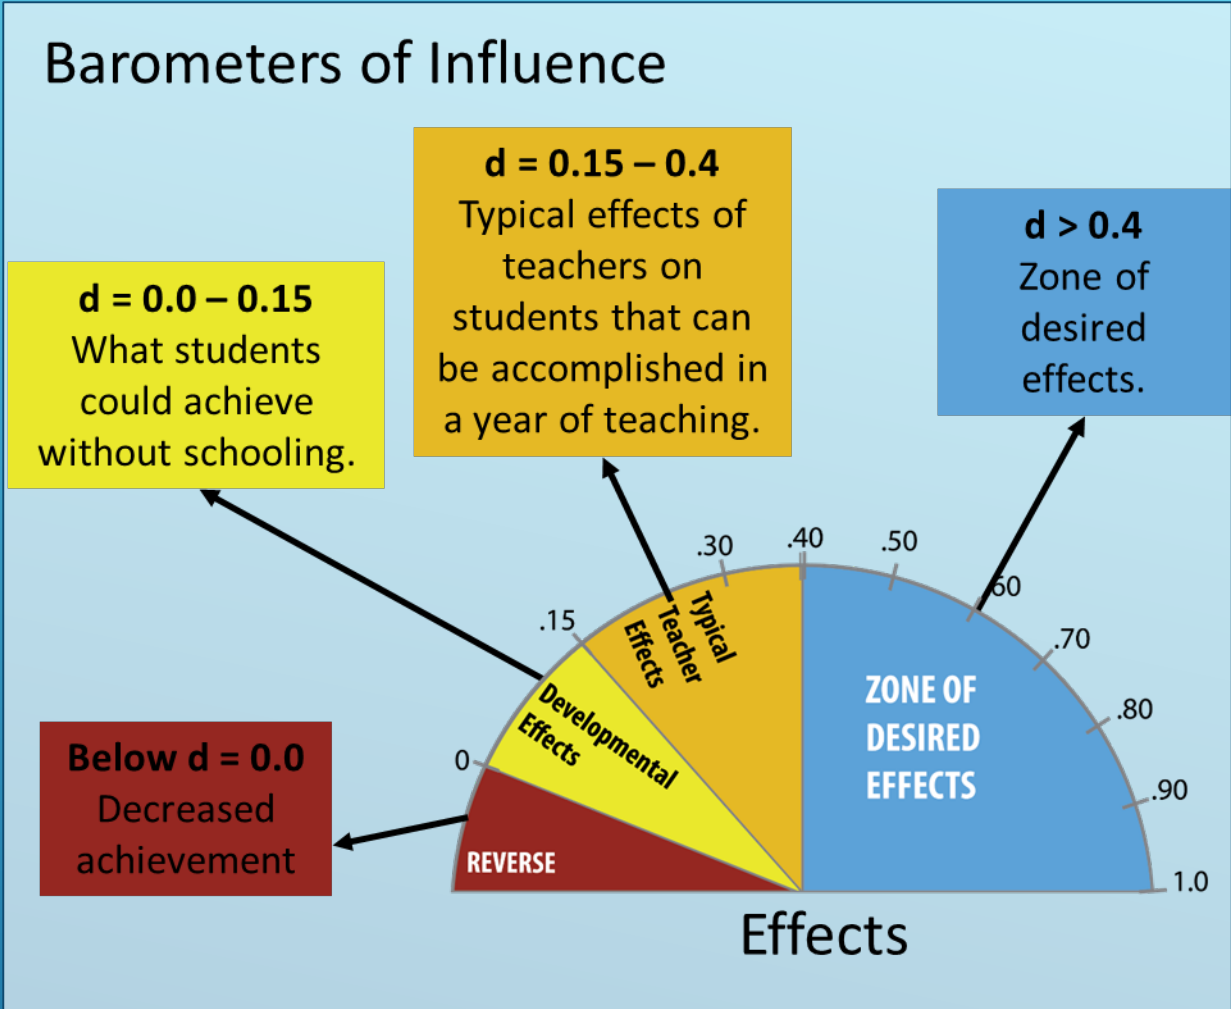 Barometers of Influence
d = 0.15 – 0.4
Typical effects of
teachers on
students that can
be accomplished in
a year of teaching.
d > 0.4
Zone of
desired
effects.
d = 0.0 – 0.15
What students
could achieve
without schooling.
Below d = 0.0
Decreased
achievement
0
.15
.30
.40
.50
.60
.70
.80
.90
1.0
REVERSE
Developmental
Effects
Typical
Teacher
Effects
ZONE OF
DESIRED
EFFECTS
Effects